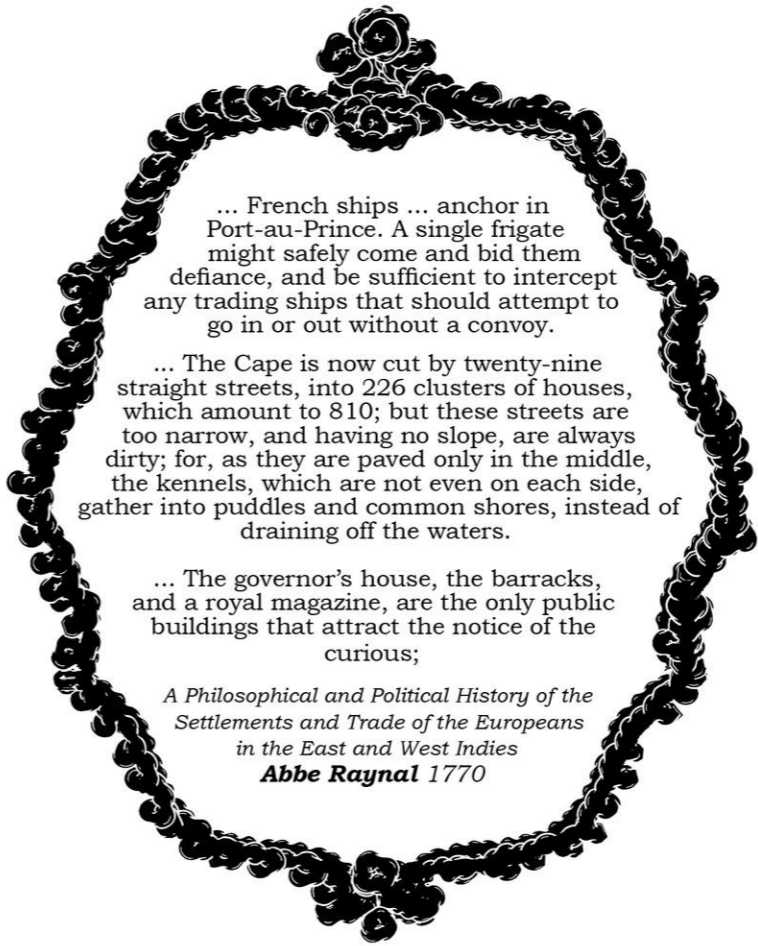 ... French ships ... anchor in
Port-au-Prince. A single frigate
might safely come and bid them
defiance, and be sufficient to intercept
any trading ships that should attempt to
go in or out without a convoy.
... The Cape is now cut by twenty-nine
straight streets, into 226 clusters of houses,
which amount to 810; but these streets are
too narrow, and having no slope, are always
dirty; for, as they are paved only in the middle,
the kennels, which are not even on each side,
gather into puddles and common shores, instead of
draining off the waters.
... The governor’s house, the barracks,
and a royal magazine, are the only public
buildings that attract the notice of the
curious;
A Philosophical and Political History of the
Settlements and Trade of the Europeans
in the East and West Indies
Abbe Raynal 1770